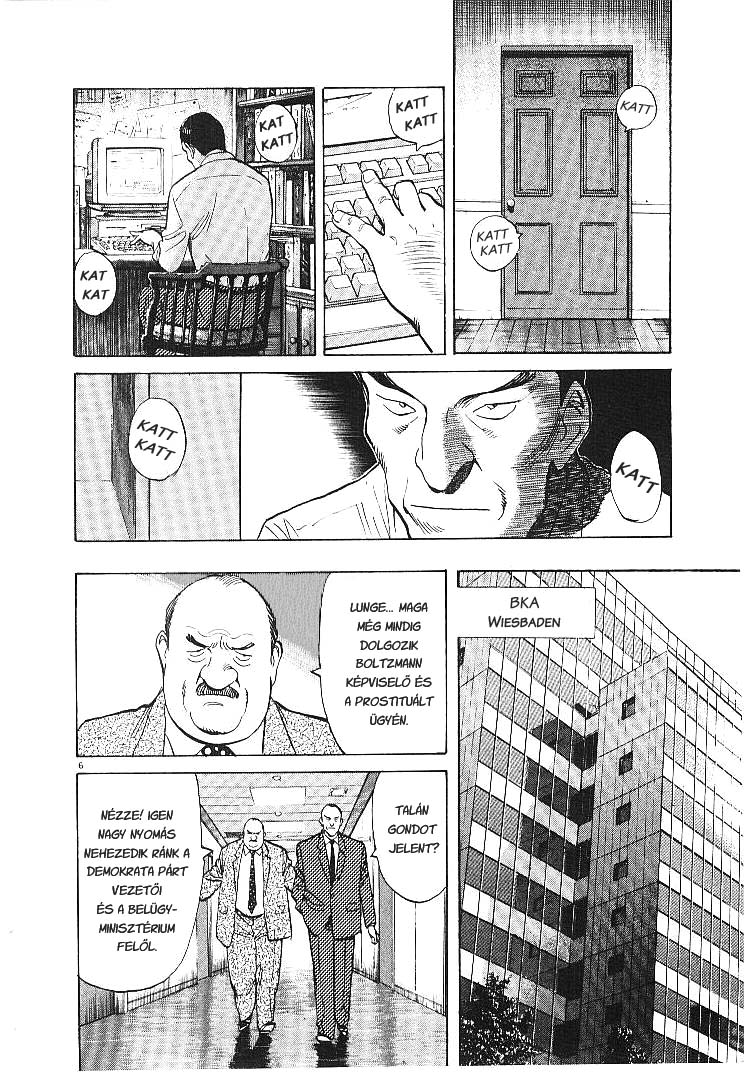 KATT
KATT
KATT
KATT
KATT
KAT
KATT
KAT
KAT
KATT
KATT
KATT
BKA
WIESBADEN
LUNGE... MAGA
MÉG MINDIG
DOLGOZIK
BOLTZMANN
KÉPVISELŐ ÉS
A PROSTITUÁLT
ÜGYÉN.
6
TALÁN
GONDOT
JELENT?
NÉZZE! IGEN
NAGY NYOMÁS
NEHEZEDIK RÁNK A
DEMOKRATA PÁRT
VEZETŐI
ÉS A BELÜGY-
MINISZTÉRIUM
FELŐL.